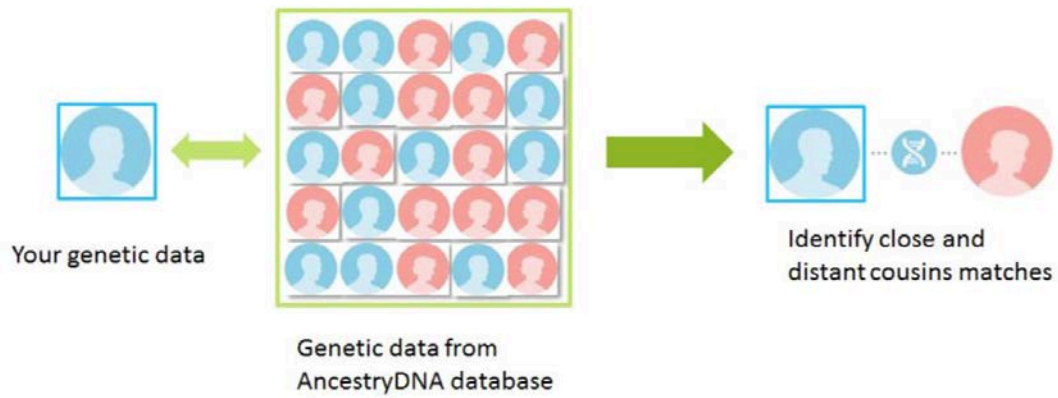 Your genetic data
Genetic data from
AncestryDNA database
Identify close and
distant cousins matches